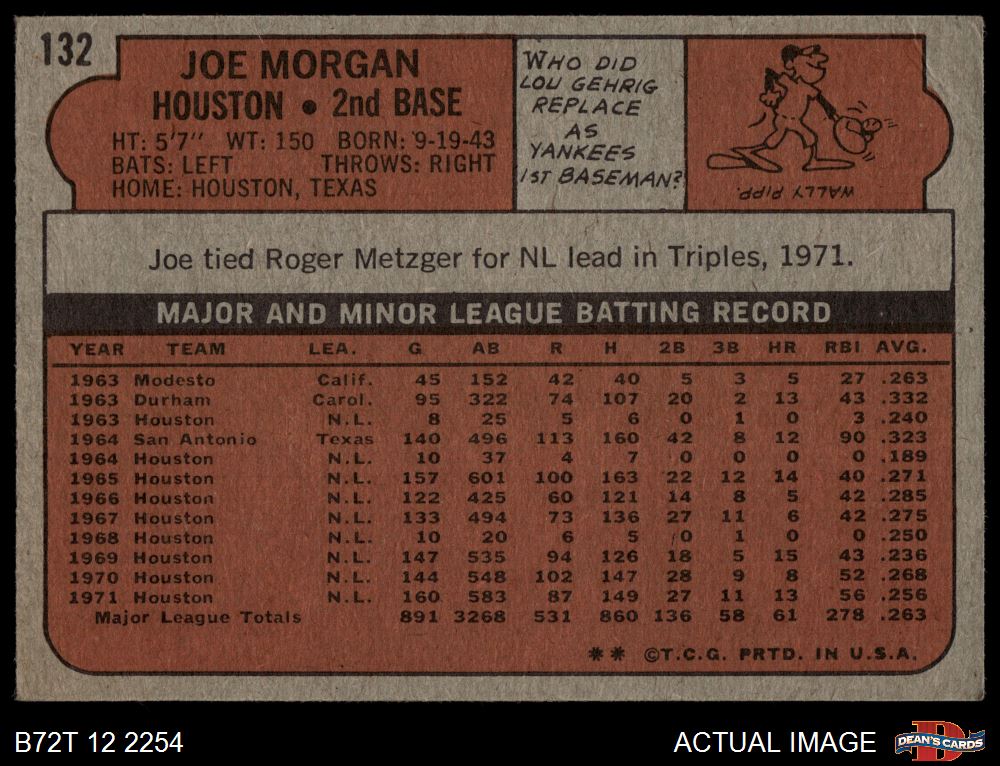 132
JOE MORGAN
HOUSTON • 2nd BASE
HT: 5'7" WT: 150 BORN: 9-19-43
BATS: LEFT THROWS: RIGHT
HOME: HOUSTON, TEXAS
WHO DID
LOU GEHRIG
REPLACE
AS
YANKEES
1ST BASEMAN?
WALLY PIPP.
Joe tied Roger Metzger for NL lead in Triples, 1971.
MAJOR AND MINOR LEAGUE BATTING RECORD
YEAR TEAM LEA. G AB R H 2B 3B HR RBI AVG.
1963 Modesto Calif. 45 152 42 40 5 3 5 27 .263
1963 Durham Carol. 95 322 74 107 20 2 13 43 .332
1963 Houston N.L. 8 25 5 6 0 1 0 3 .240
1964 San Antonio Texas 140 496 113 160 42 8 12 90 .323
1964 Houston N.L. 10 37 4 7 0 0 0 0 .189
1965 Houston N.L. 157 601 100 163 22 12 14 40 .271
1966 Houston N.L. 122 425 60 121 14 8 5 42 .285
1967 Houston N.L. 133 494 73 136 27 11 6 42 .275
1968 Houston N.L. 10 20 6 5 0 1 0 0 .250
1969 Houston N.L. 147 535 94 126 18 5 15 43 .236
1970 Houston N.L. 144 548 102 147 28 9 8 52 .268
1971 Houston N.L. 160 583 87 149 27 11 13 56 .256
Major League Totals 891 3268 531 860 136 58 61 278 .263
** ©T.C.G. PRTD. IN U.S.A.
B72T 12 2254
ACTUAL IMAGE
DEAN'S CARDS